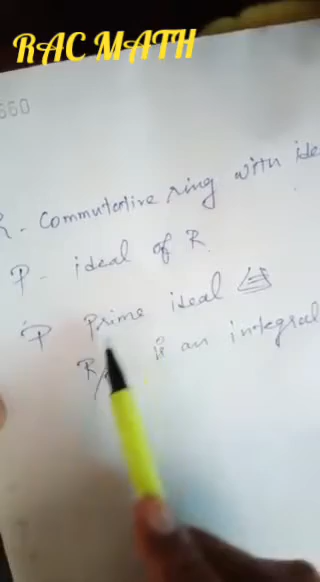 RAC MATH
660
R - Commutative ring with ide
P - ideal of R.
P prime ideal ⇔
R/ is an integral